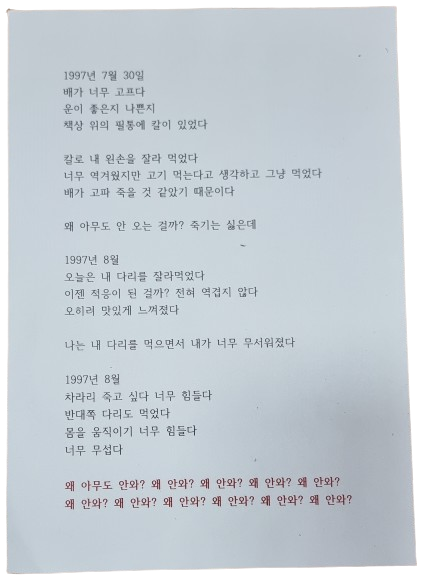 1997년 7월 30일
배가 너무 고프다
운이 좋은지 나쁜지
책상 위의 필통에 칼이 있었다
칼로 내 왼손을 잘라 먹었다
너무 역겨웠지만 고기 먹는다고 생각하고 그냥 먹었다
배가 고파 죽을 것 같았기 때문이다
왜 아무도 안 오는 걸까? 죽기는 싫은데
1997년 8월
오늘은 내 다리를 잘라먹었다
이젠 적응이 된 걸까? 전혀 역겹지 않다
오히려 맛있게 느껴졌다
나는 내 다리를 먹으면서 내가 너무 무서워졌다
1997년 8월
차라리 죽고 싶다 너무 힘들다
반대쪽 다리도 먹었다
몸을 움직이기 너무 힘들다
너무 무섭다
왜 아무도 안와? 왜 안와? 왜 안와? 왜 안와? 왜 안와?
왜 안와? 왜 안와? 왜 안와? 왜 안와? 왜 안와? 왜 안와?